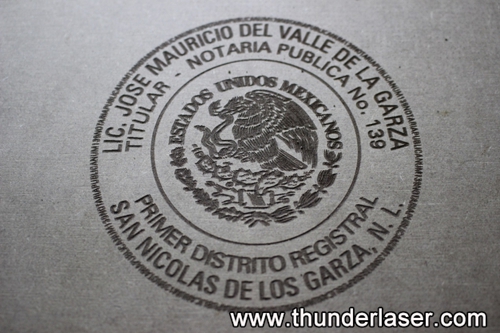 LIC. JOSE MAURICIO DEL VALLE DE LA GARZA
TITULAR - NOTARIA PUBLICA No. 139
ESTADOS UNIDOS MEXICANOS
PRIMER DISTRITO REGISTRAL
SAN NICOLAS DE LOS GARZA, N. L.
www.thunderlaser.com